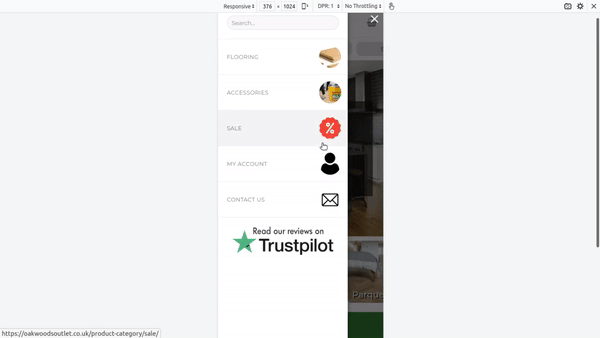 Responsive 376 × 1024 DPR: 1 No Throttling
Search...
FLOORING
ACCESSORIES
SALE
%
MY ACCOUNT
CONTACT US
Read our reviews on
Trustpilot
Parque
https://oakwoodsoutlet.co.uk/product-category/sale/